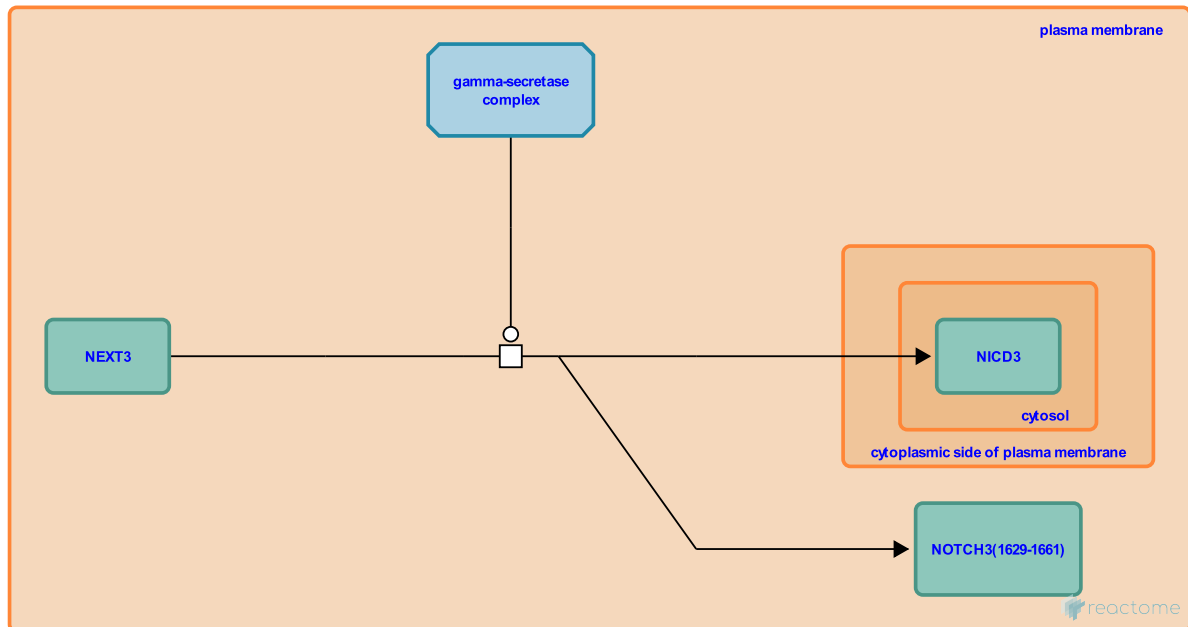 plasma membrane
gamma-secretase
complex
NEXT3
NICD3
cytosol
cytoplasmic side of plasma membrane
NOTCH3(1629-1661)
reactome